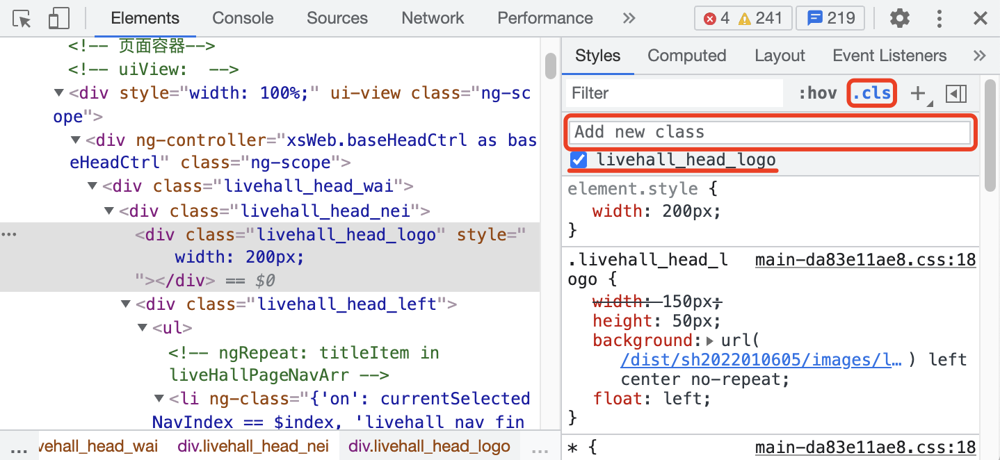 Elements Console Sources Network Performance » 4 241 219
<!-- 页面容器-->
<!-- uiView:  -->
▼<div style="width: 100%;" ui-view class="ng-sc
ope">
▼<div ng-controller="xsWeb.baseHeadCtrl as bas
eHeadCtrl" class="ng-scope">
▼<div class="livehall_head_wai">
▼<div class="livehall_head_nei">
<div class="livehall_head_logo" style="
width: 200px;
"></div> == $0
▼<div class="livehall_head_left">
▼<ul>
<!-- ngRepeat: titleItem in
liveHallPageNavArr -->
▼<li ng-class="{'on': currentSelected
NavIndex == $index, 'livehall_nav_fin
... vehall_head_wai div.livehall_head_nei div.livehall_head_logo ...
Styles Computed Layout Event Listeners »
Filter :hov .cls +
Add new class
livehall_head_logo
element.style {
width: 200px;
}
.livehall_head_l main-da83e11ae8.css:18
ogo {
width: 150px;
height: 50px;
background:▶url(
/dist/sh2022010605/images/l… ) left
center no-repeat;
float: left;
}
* { main-da83e11ae8.css:18